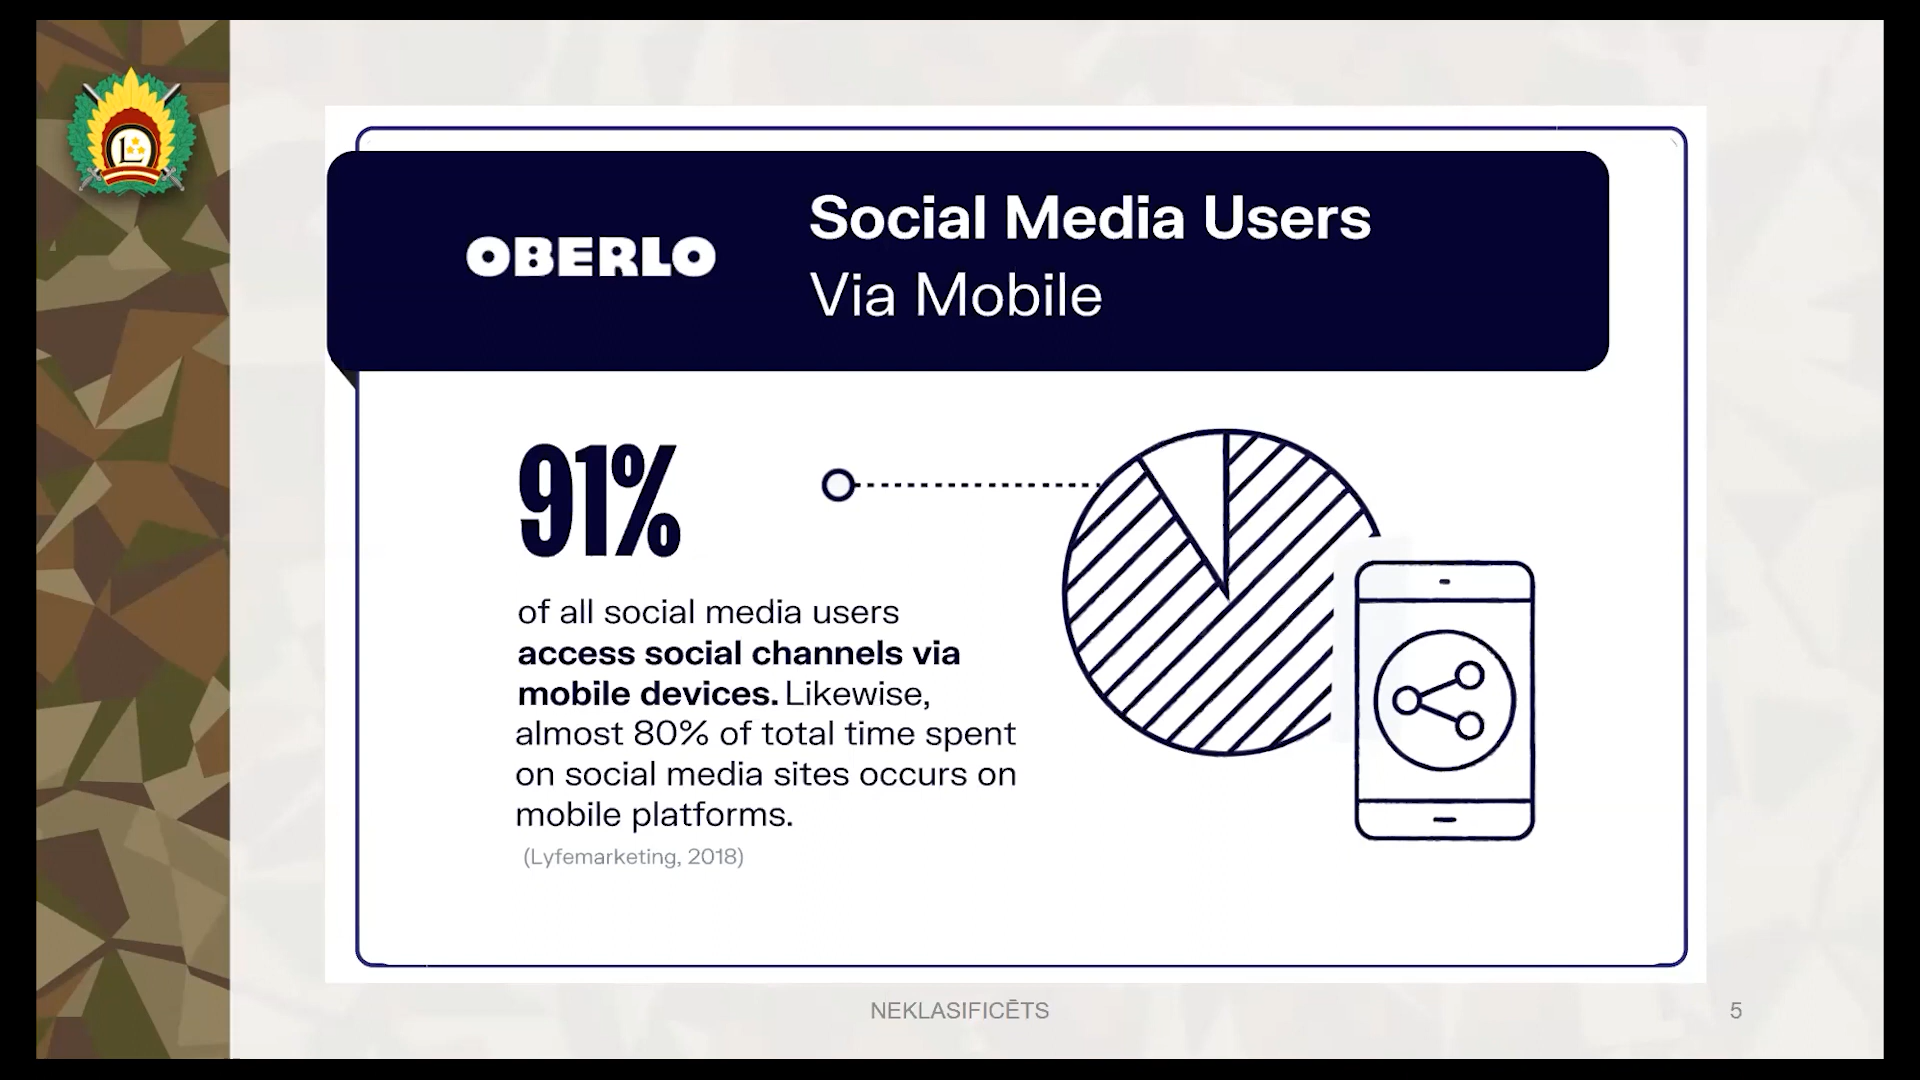 OBERLO
Social Media Users
Via Mobile
91%
of all social media users
access social channels via
mobile devices. Likewise,
almost 80% of total time spent
on social media sites occurs on
mobile platforms.
(Lyfemarketing, 2018)
NEKLASIFICĒTS
5